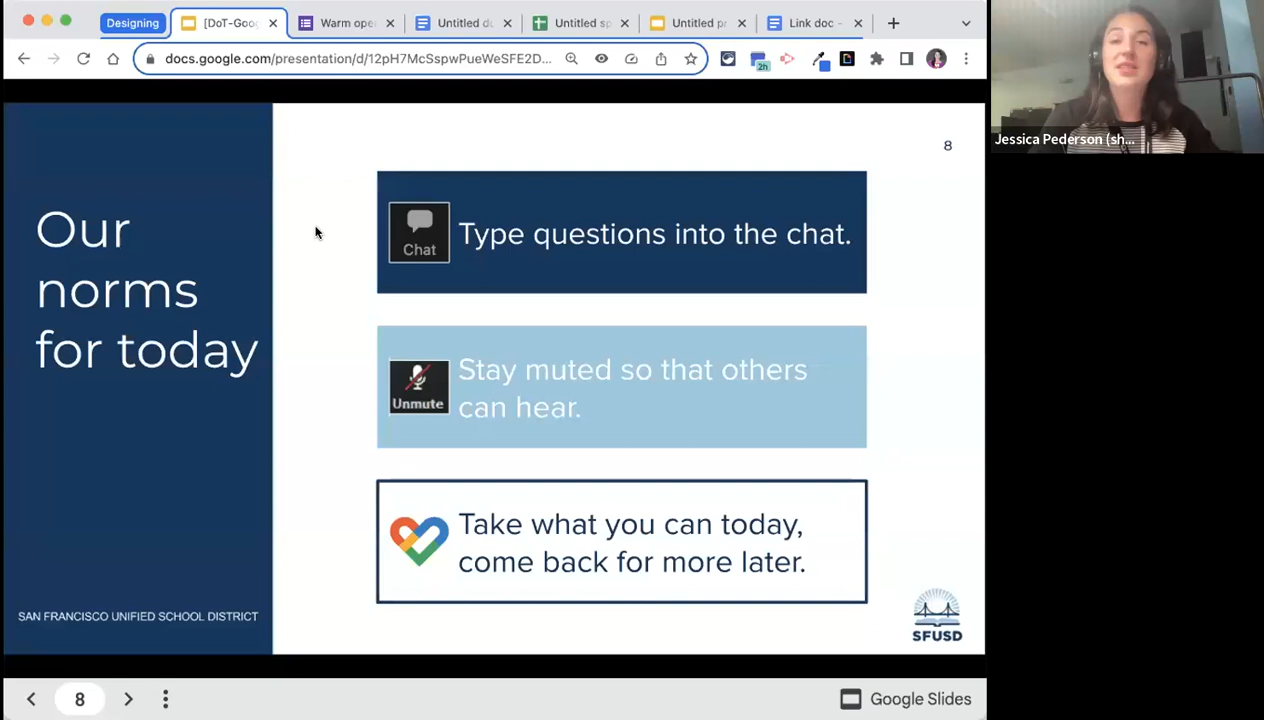 Designing
[DoT-Goog
Warm ope
Untitled do
Untitled sp
Untitled pr
Link doc -
docs.google.com/presentation/d/12pH7McSspwPueWeSFE2D...
2h
Jessica Pederson (sh...
8
Our
norms
for today
Chat
Type questions into the chat.
Unmute
Stay muted so that others
can hear.
Take what you can today,
come back for more later.
SAN FRANCISCO UNIFIED SCHOOL DISTRICT
SFUSD
8
Google Slides